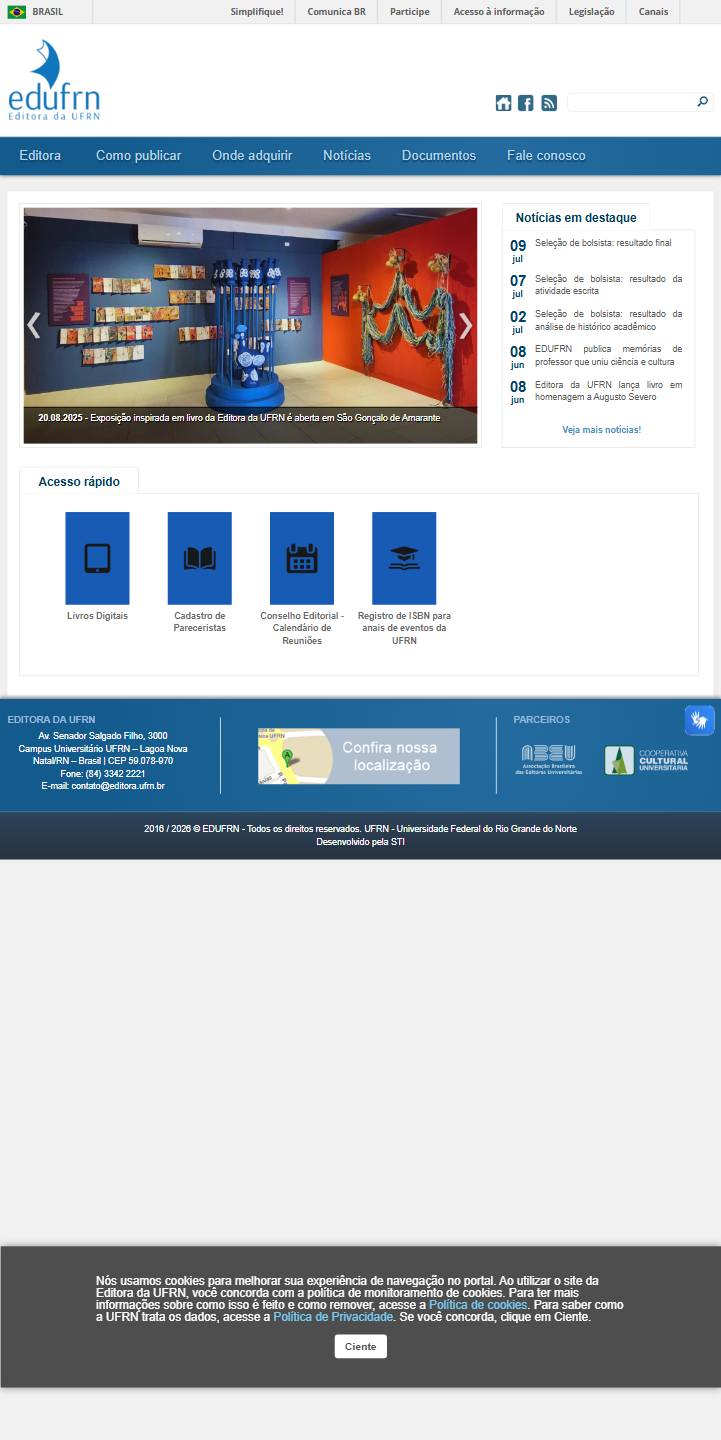 BRASIL
Simplifique!
Comunica BR
Participe
Acesso à informação
Legislação
Canais
edufrn
Editora da UFRN
Editora
Como publicar
Onde adquirir
Notícias
Documentos
Fale conosco
20.08.2025 - Exposição inspirada em livro da Editora da UFRN é aberta em São Gonçalo de Amarante
Notícias em destaque
09 jul
Seleção de bolsista: resultado final
07 jul
Seleção de bolsista: resultado da
atividade escrita
02 jul
Seleção de bolsista: resultado da
análise de histórico acadêmico
08 jun
EDUFRN publica memórias de
professor que uniu ciência e cultura
08 jun
Editora da UFRN lança livro em
homenagem a Augusto Severo
Veja mais notícias!
Acesso rápido
Livros Digitais
Cadastro de
Pareceristas
Conselho Editorial -
Calendário de
Reuniões
Registro de ISBN para
anais de eventos da
UFRN
EDITORA DA UFRN
Av. Senador Salgado Filho, 3000
Campus Universitário UFRN – Lagoa Nova
Natal/RN – Brasil | CEP 59.078-970
Fone: (84) 3342 2221
E-mail: contato@editora.ufrn.br
Confira nossa
localização
PARCEIROS
ABEU
Associação Brasileira
das Editoras Universitárias
COOPERATIVA
CULTURAL
UNIVERSITÁRIA
2016 / 2026 © EDUFRN - Todos os direitos reservados. UFRN - Universidade Federal do Rio Grande do Norte
Desenvolvido pela STI
Nós usamos cookies para melhorar sua experiência de navegação no portal. Ao utilizar o site da
Editora da UFRN, você concorda com a política de monitoramento de cookies. Para ter mais
informações sobre como isso é feito e como remover, acesse a Política de cookies. Para saber como
a UFRN trata os dados, acesse a Política de Privacidade. Se você concorda, clique em Ciente.
Ciente